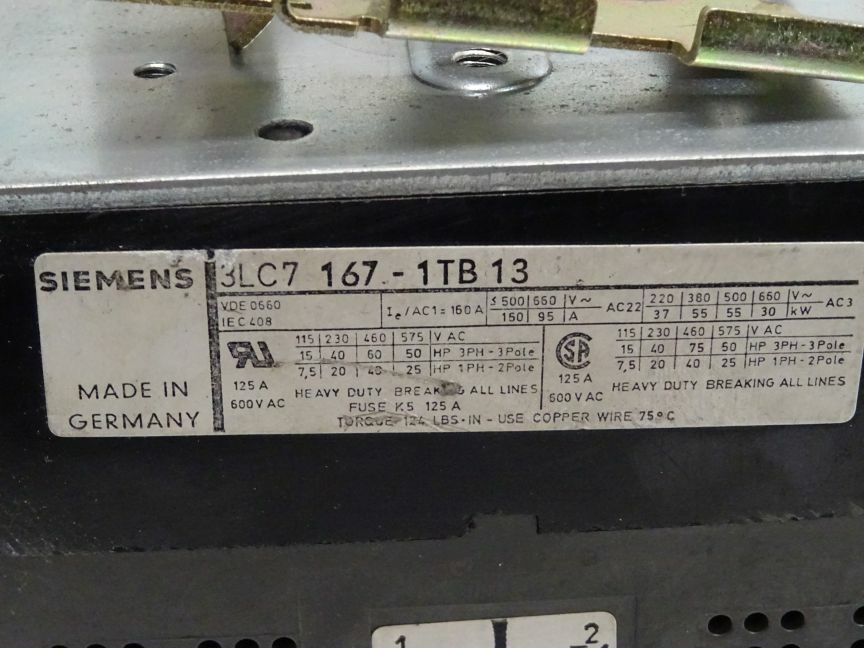 SIEMENS 3LC7 167 - 1TB 13
VDE 0660
IEC 408
Ie/AC1= 160 A
≤ 500 | 660 | V~ AC22
160 | 95 | A
220 | 380 | 500 | 660 | V~ AC3
37 | 55 | 55 | 30 | kW
115 | 230 | 460 | 575 | V AC
15 | 40 | 60 | 50 | HP 3PH - 3Pole
7,5 | 20 | 40 | 25 | HP 1PH - 2Pole
125 A
600 V AC
HEAVY DUTY BREAKING ALL LINES
FUSE K5 125 A
TORQUE 124 LBS·IN - USE COPPER WIRE 75°C
SA
125 A
600 V AC
115 | 230 | 460 | 575 | V AC
15 | 40 | 75 | 50 | HP 3PH - 3Pole
7,5 | 20 | 40 | 25 | HP 1PH - 2Pole
HEAVY DUTY BREAKING ALL LINES
MADE IN
GERMANY
1 2